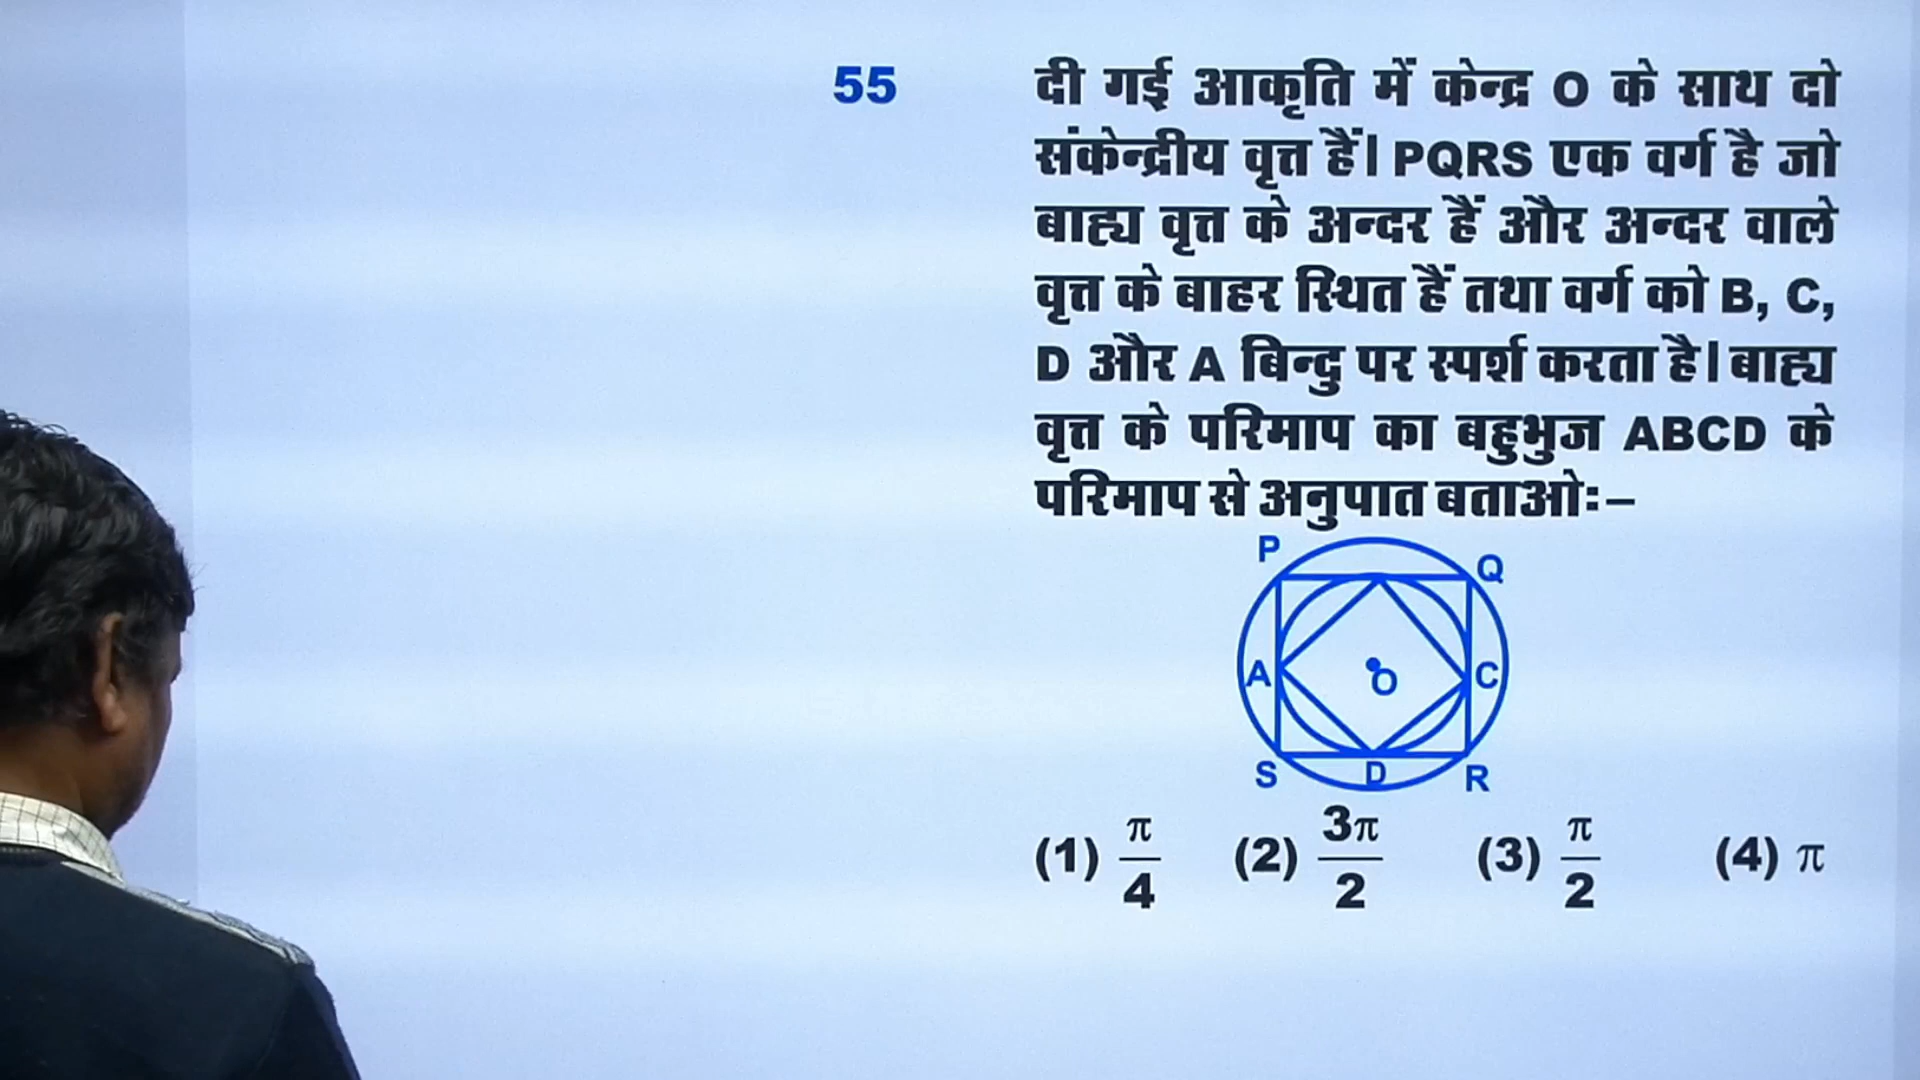 55
दी गई आकृति में केन्द्र O के साथ दो
संकेन्द्रीय वृत्त हैं। PQRS एक वर्ग है जो
बाह्य वृत्त के अन्दर हैं और अन्दर वाले
वृत्त के बाहर स्थित हैं तथा वर्ग को B, C,
D और A बिन्दु पर स्पर्श करता है। बाह्य
वृत्त के परिमाप का बहुभुज ABCD के
परिमाप से अनुपात बताओः–
P
Q
A
O
C
S
D
R
(1) π/4 (2) 3π/2 (3) π/2 (4) π